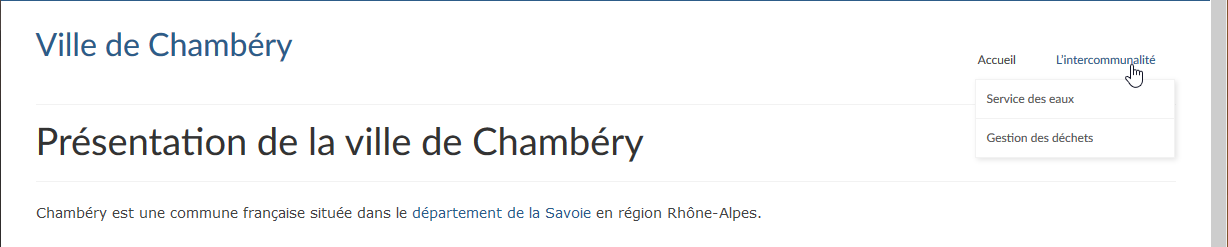 Ville de Chambéry
Accueil L'intercommunalité
Service des eaux
Gestion des déchets
Présentation de la ville de Chambéry
Chambéry est une commune française située dans le département de la Savoie en région Rhône-Alpes.